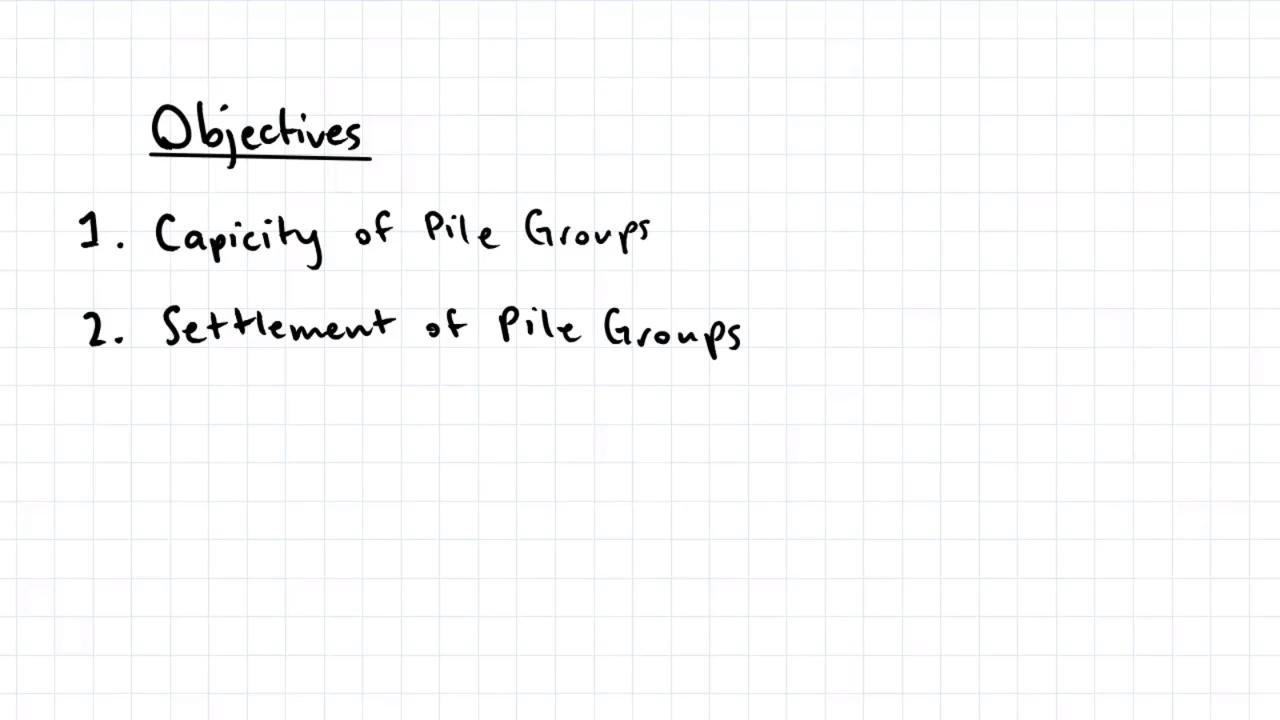 Objectives
1. Capicity of Pile Groups
2. Settlement of Pile Groups